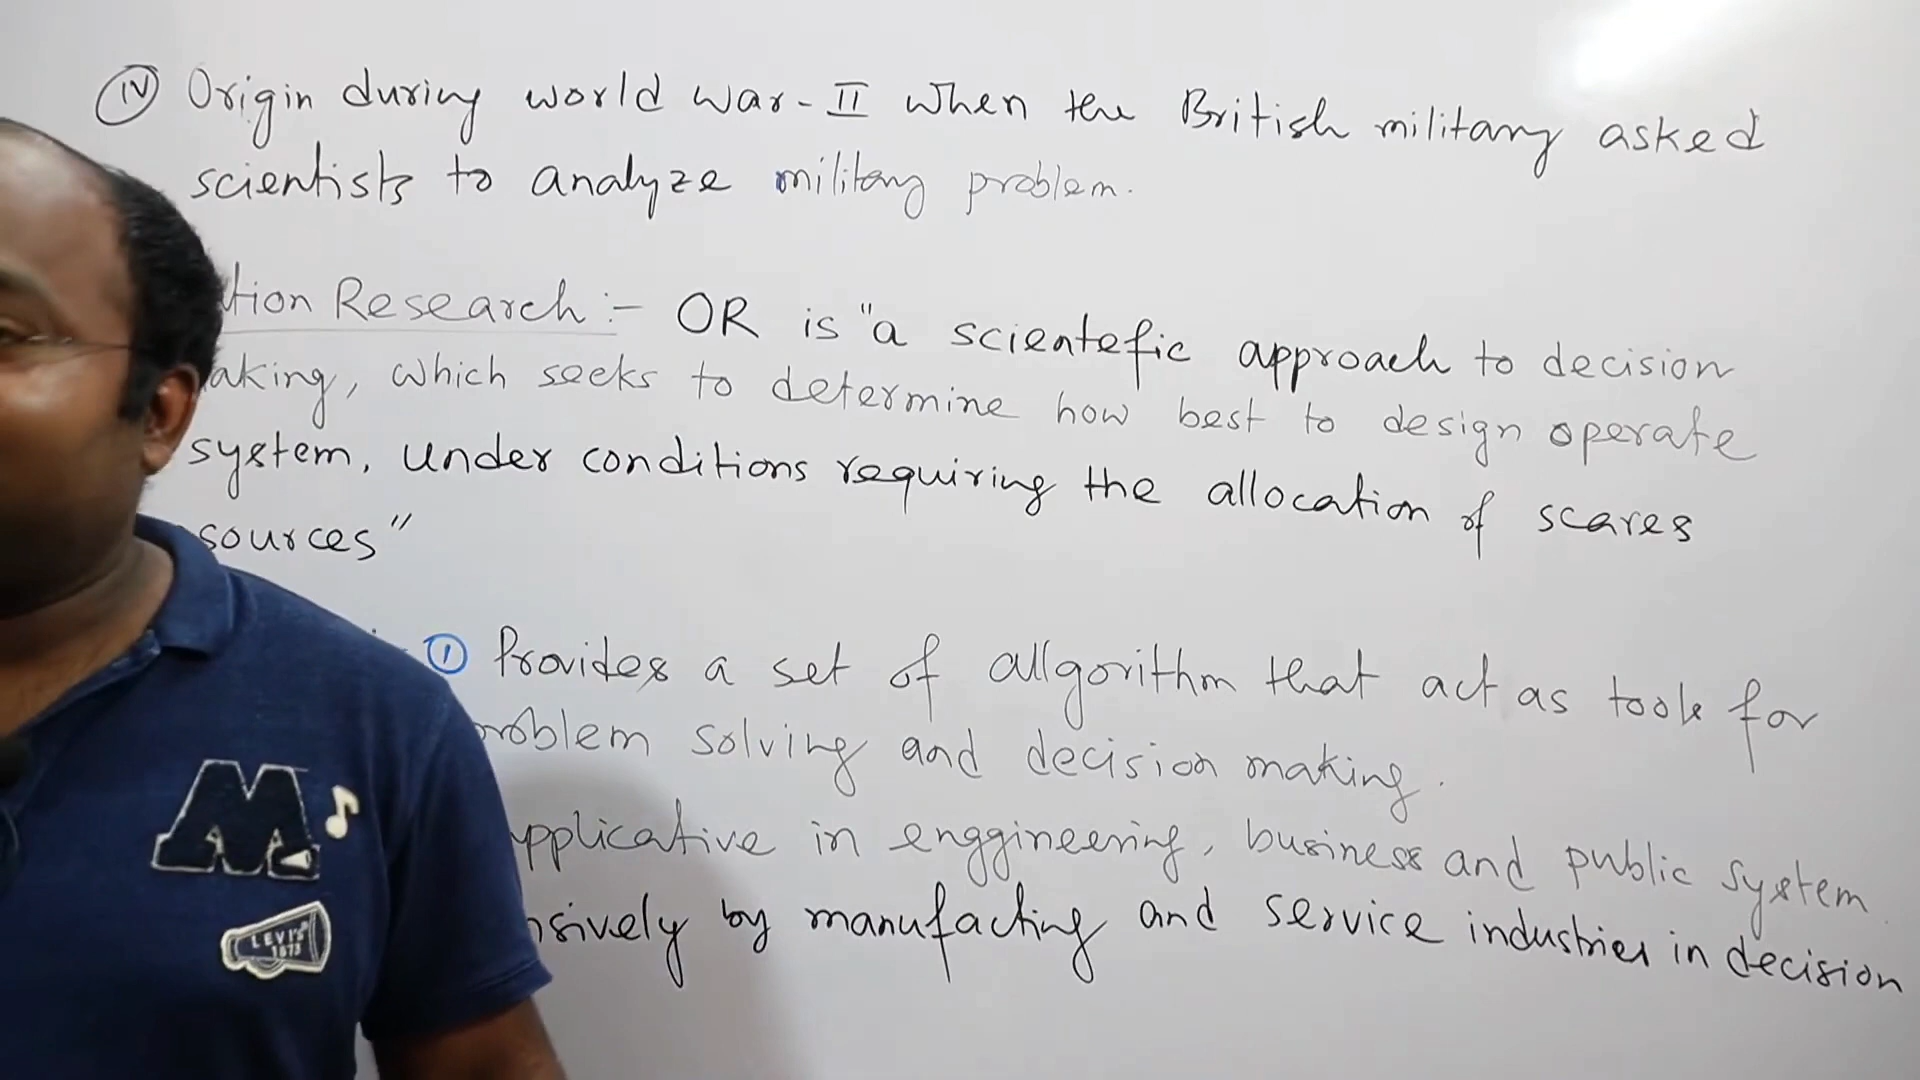 IV Origin during world war-II when the British military asked
scientists to analyze military problem.
tion Research :- OR is "a scientefic approach to decision
aking, which seeks to determine how best to design operate
system, under conditions requiring the allocation of scares
sources"
1 Provides a set of allgorithm that act as tools for
roblem solving and decision making.
pplicative in enggineering, business and public system
nsively by manufacting and service industries in decision
M
LEVI'S
1873